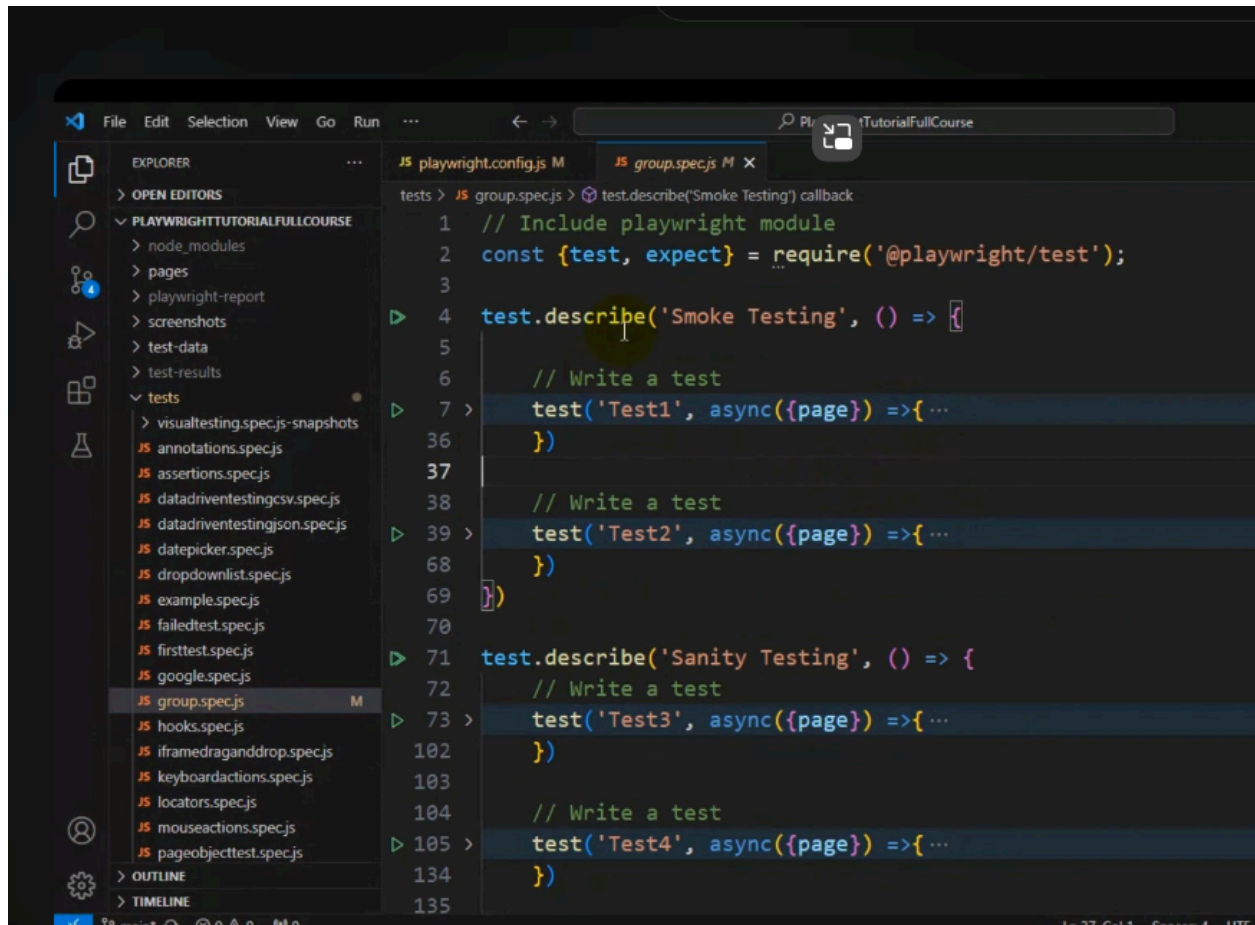 File Edit Selection View Go Run ···
TutorialFullCourse
EXPLORER ···
OPEN EDITORS
PLAYWRIGHTTUTORIALFULLCOURSE
node_modules
pages
playwright-report
screenshots
test-data
test-results
tests
visualtesting.spec.js-snapshots
JS annotations.spec.js
JS assertions.spec.js
JS datadriventestingcsv.spec.js
JS datadriventestingjson.spec.js
JS datepicker.spec.js
JS dropdownlist.spec.js
JS example.spec.js
JS failedtest.spec.js
JS firsttest.spec.js
JS google.spec.js
JS group.spec.js M
JS hooks.spec.js
JS iframedraganddrop.spec.js
JS keyboardactions.spec.js
JS locators.spec.js
JS mouseactions.spec.js
JS pageobjecttest.spec.js
OUTLINE
TIMELINE
4
JS playwright.config.js M
JS group.spec.js M
tests > JS group.spec.js > test.describe('Smoke Testing') callback
1 // Include playwright module
2 const {test, expect} = require('@playwright/test');
3
4 test.describe('Smoke Testing', () => {
5
6 // Write a test
7 > test('Test1', async({page}) =>{ ···
36 })
37
38 // Write a test
39 > test('Test2', async({page}) =>{ ···
68 })
69 })
70
71 test.describe('Sanity Testing', () => {
72 // Write a test
73 > test('Test3', async({page}) =>{ ···
102 })
103
104 // Write a test
105 > test('Test4', async({page}) =>{ ···
134 })
135